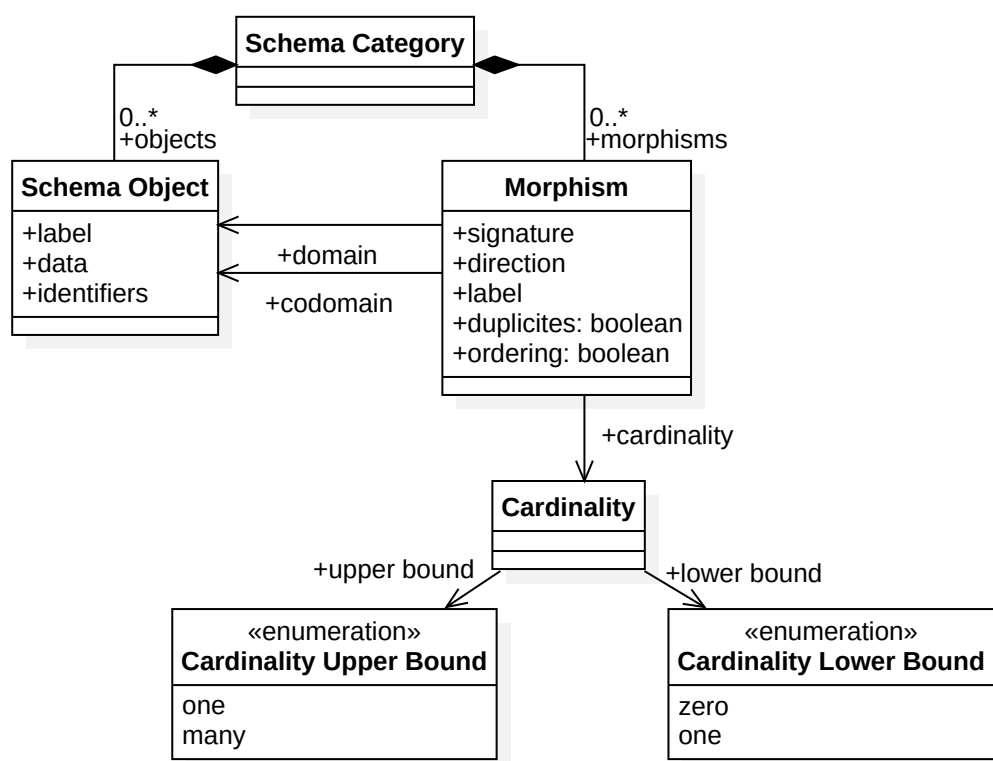 Schema Category
0..*
+objects
0..*
+morphisms
Schema Object
+label
+data
+identifiers
+domain
+codomain
Morphism
+signature
+direction
+label
+duplicites: boolean
+ordering: boolean
+cardinality
Cardinality
+upper bound
+lower bound
«enumeration»
Cardinality Upper Bound
one
many
«enumeration»
Cardinality Lower Bound
zero
one